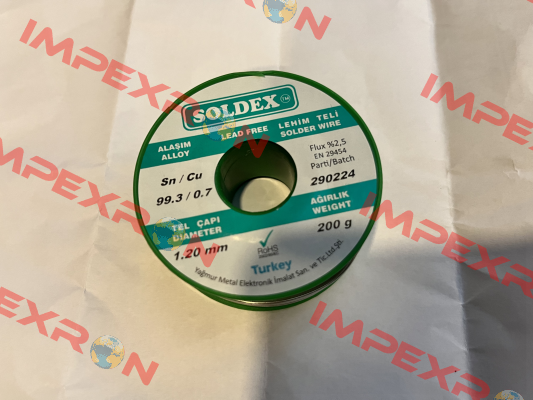 IMPEXRON
IMPEXRON
IMPEXRON
IMPEXRON
IMPEXRON
SOLDEX TM
LEAD FREE
ALAŞIM
ALLOY
LEHİM TELİ
SOLDER WIRE
Sn / Cu
99.3 / 0.7
Flux %2,5
EN 29454
Parti/Batch
290224
TEL ÇAPI
DIAMETER
1.20 mm
AĞIRLIK
WEIGHT
200 g
RoHS
Turkey
Yağmur Metal Elektronik İmalat San. ve Tic.Ltd.Şti.